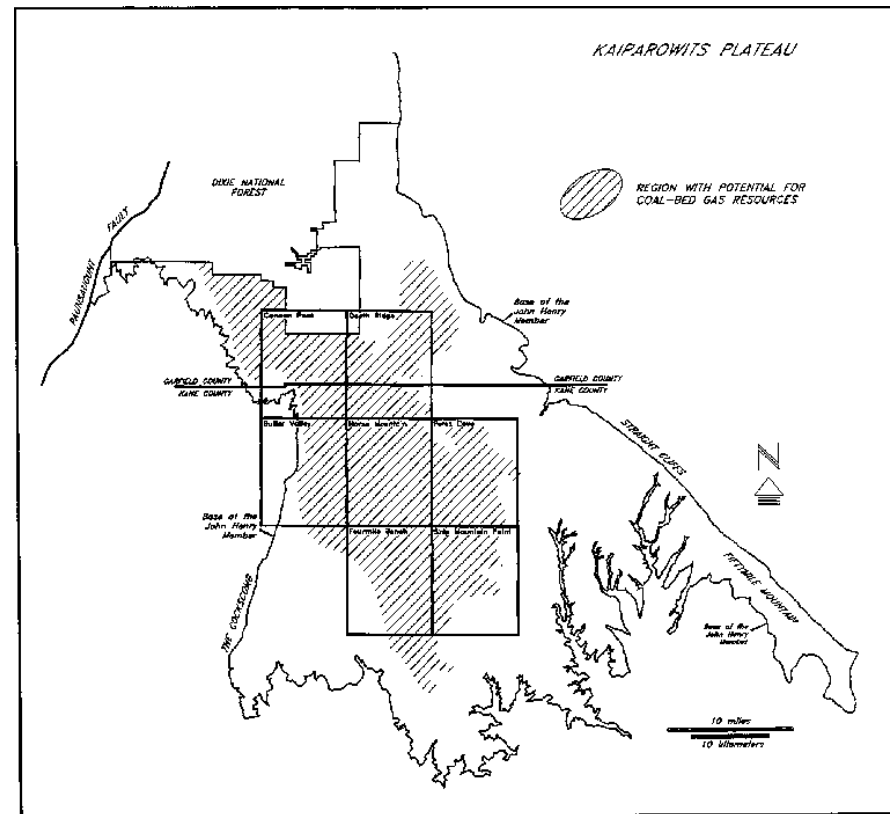 KAIPAROWITS PLATEAU
DIXIE NATIONAL
FOREST
REGION WITH POTENTIAL FOR
COAL-BED GAS RESOURCES
PAUNSAUGUNT FAULT
Base of the
John Henry
Member
Canaan Peak
Death Ridge
GARFIELD COUNTY
KANE COUNTY
GARFIELD COUNTY
KANE COUNTY
Butler Valley
Horse Mountain
Petes Cove
STRAIGHT CLIFFS
N
Base of the
John Henry
Member
Fourmile Bench
Ship Mountain Point
THE COCKSCOMB
FIFTYMILE MOUNTAIN
Base of the
John Henry
Member
10 miles
10 kilometers